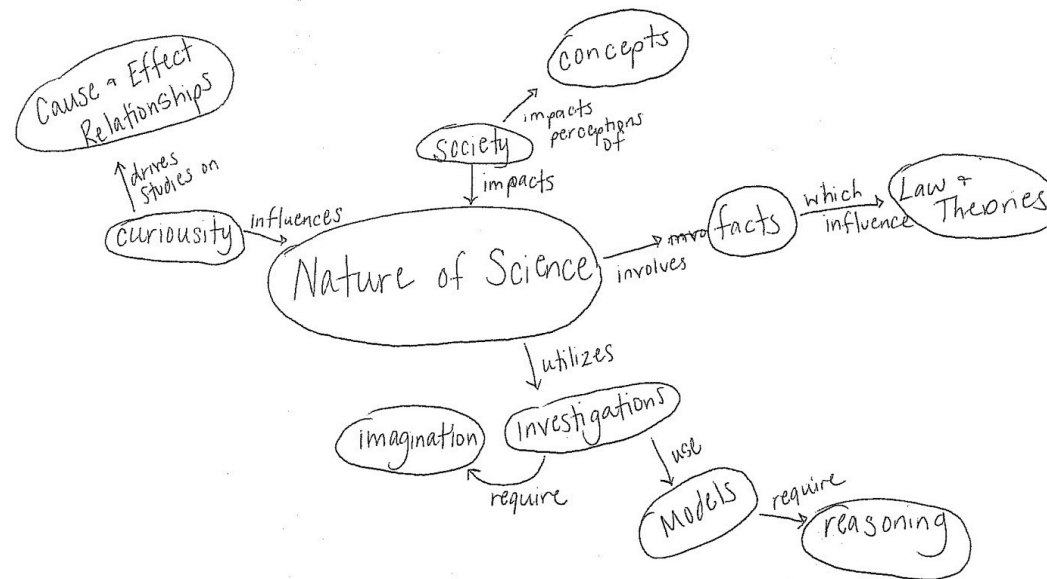 concepts
Cause & Effect
Relationships
impacts
perceptions
of
society
impacts
drives
studies on
curiousity
influences
Nature of Science
involves
facts
which
influence
Law &
Theories
utilizes
imagination
investigations
require
use
Models
require
reasoning